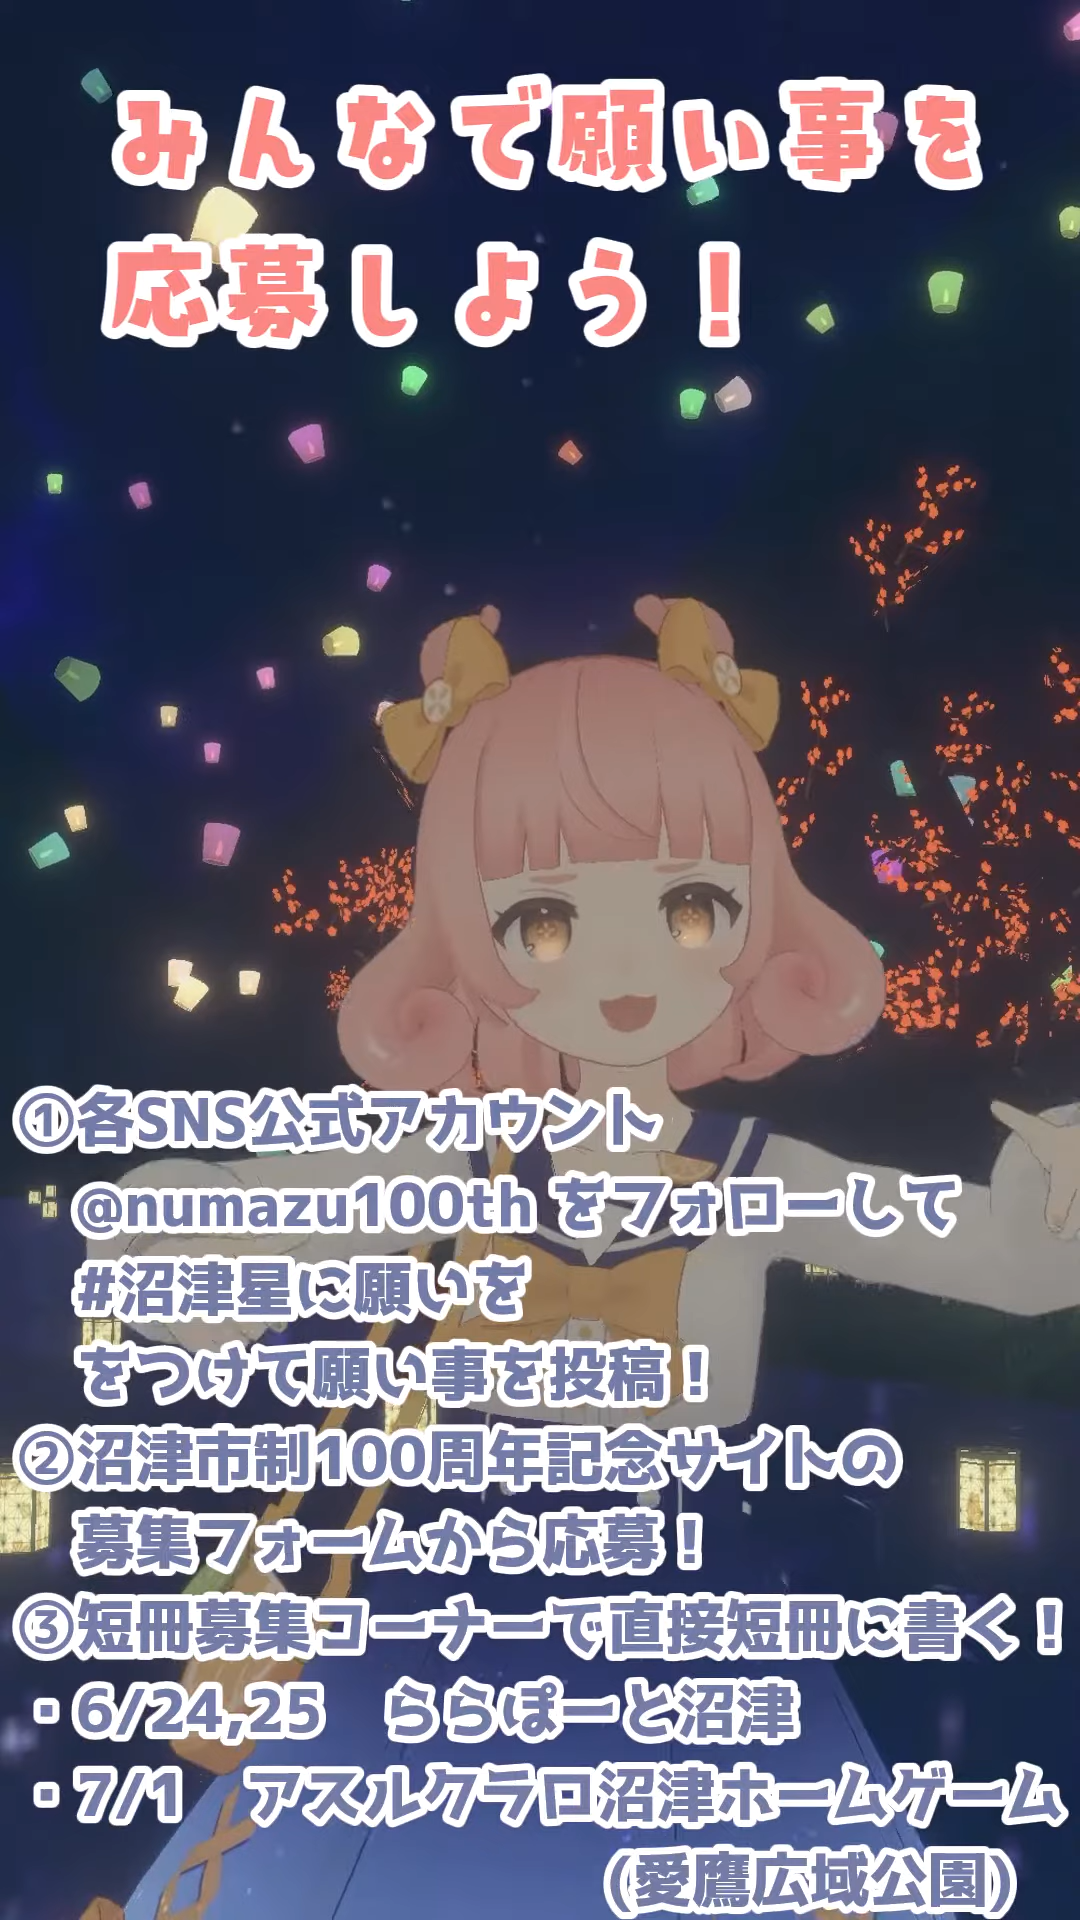 みんなで願い事を
応募しよう！
①各SNS公式アカウント
@numazu100th をフォローして
#沼津星に願いを
をつけて願い事を投稿！
②沼津市制100周年記念サイトの
募集フォームから応募！
③短冊募集コーナーで直接短冊に書く！
・6/24,25　ららぽーと沼津
・7/1　アスルクラロ沼津ホームゲーム
(愛鷹広域公園)